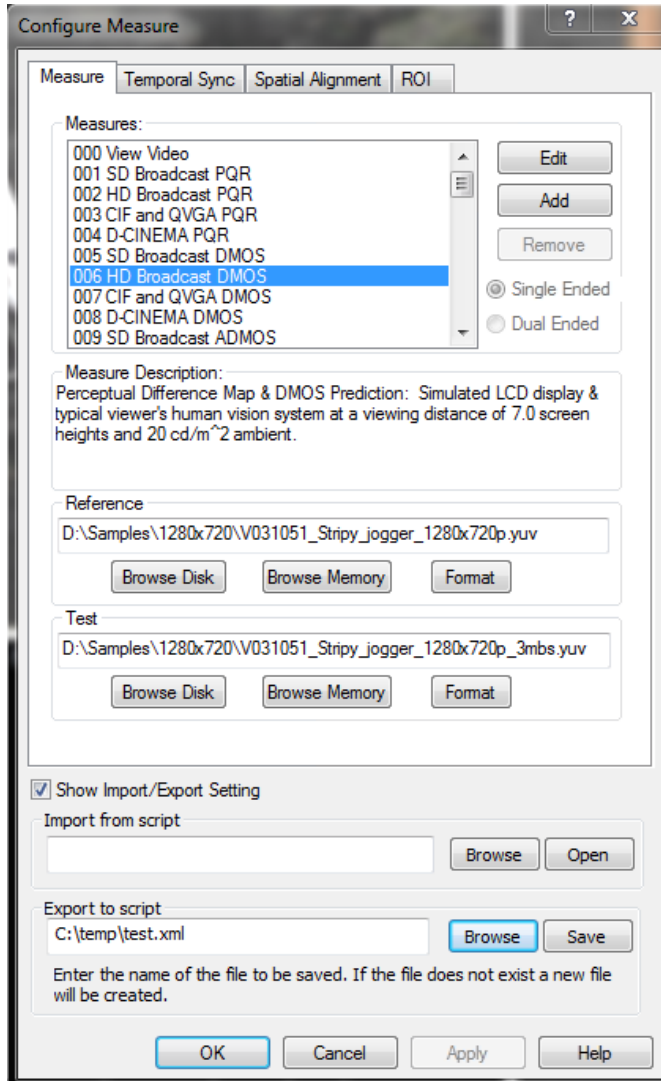 Configure Measure
? X
Measure Temporal Sync Spatial Alignment ROI
Measures:
000 View Video
001 SD Broadcast PQR
002 HD Broadcast PQR
003 CIF and QVGA PQR
004 D-CINEMA PQR
005 SD Broadcast DMOS
006 HD Broadcast DMOS
007 CIF and QVGA DMOS
008 D-CINEMA DMOS
009 SD Broadcast ADMOS
Edit
Add
Remove
Single Ended
Dual Ended
Measure Description:
Perceptual Difference Map & DMOS Prediction: Simulated LCD display &
typical viewer's human vision system at a viewing distance of 7.0 screen
heights and 20 cd/m^2 ambient.
Reference
D:\Samples\1280x720\V031051_Stripy_jogger_1280x720p.yuv
Browse Disk Browse Memory Format
Test
D:\Samples\1280x720\V031051_Stripy_jogger_1280x720p_3mbs.yuv
Browse Disk Browse Memory Format
Show Import/Export Setting
Import from script
Browse Open
Export to script
C:\temp\test.xml
Browse Save
Enter the name of the file to be saved. If the file does not exist a new file
will be created.
OK Cancel Apply Help